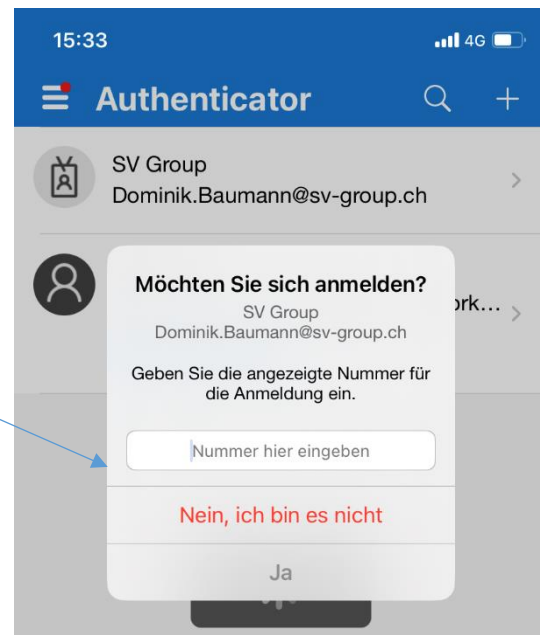 15:33
4G
Authenticator
SV Group
Dominik.Baumann@sv-group.ch
ork...
Möchten Sie sich anmelden?
SV Group
Dominik.Baumann@sv-group.ch
Geben Sie die angezeigte Nummer für
die Anmeldung ein.
Nummer hier eingeben
Nein, ich bin es nicht
Ja